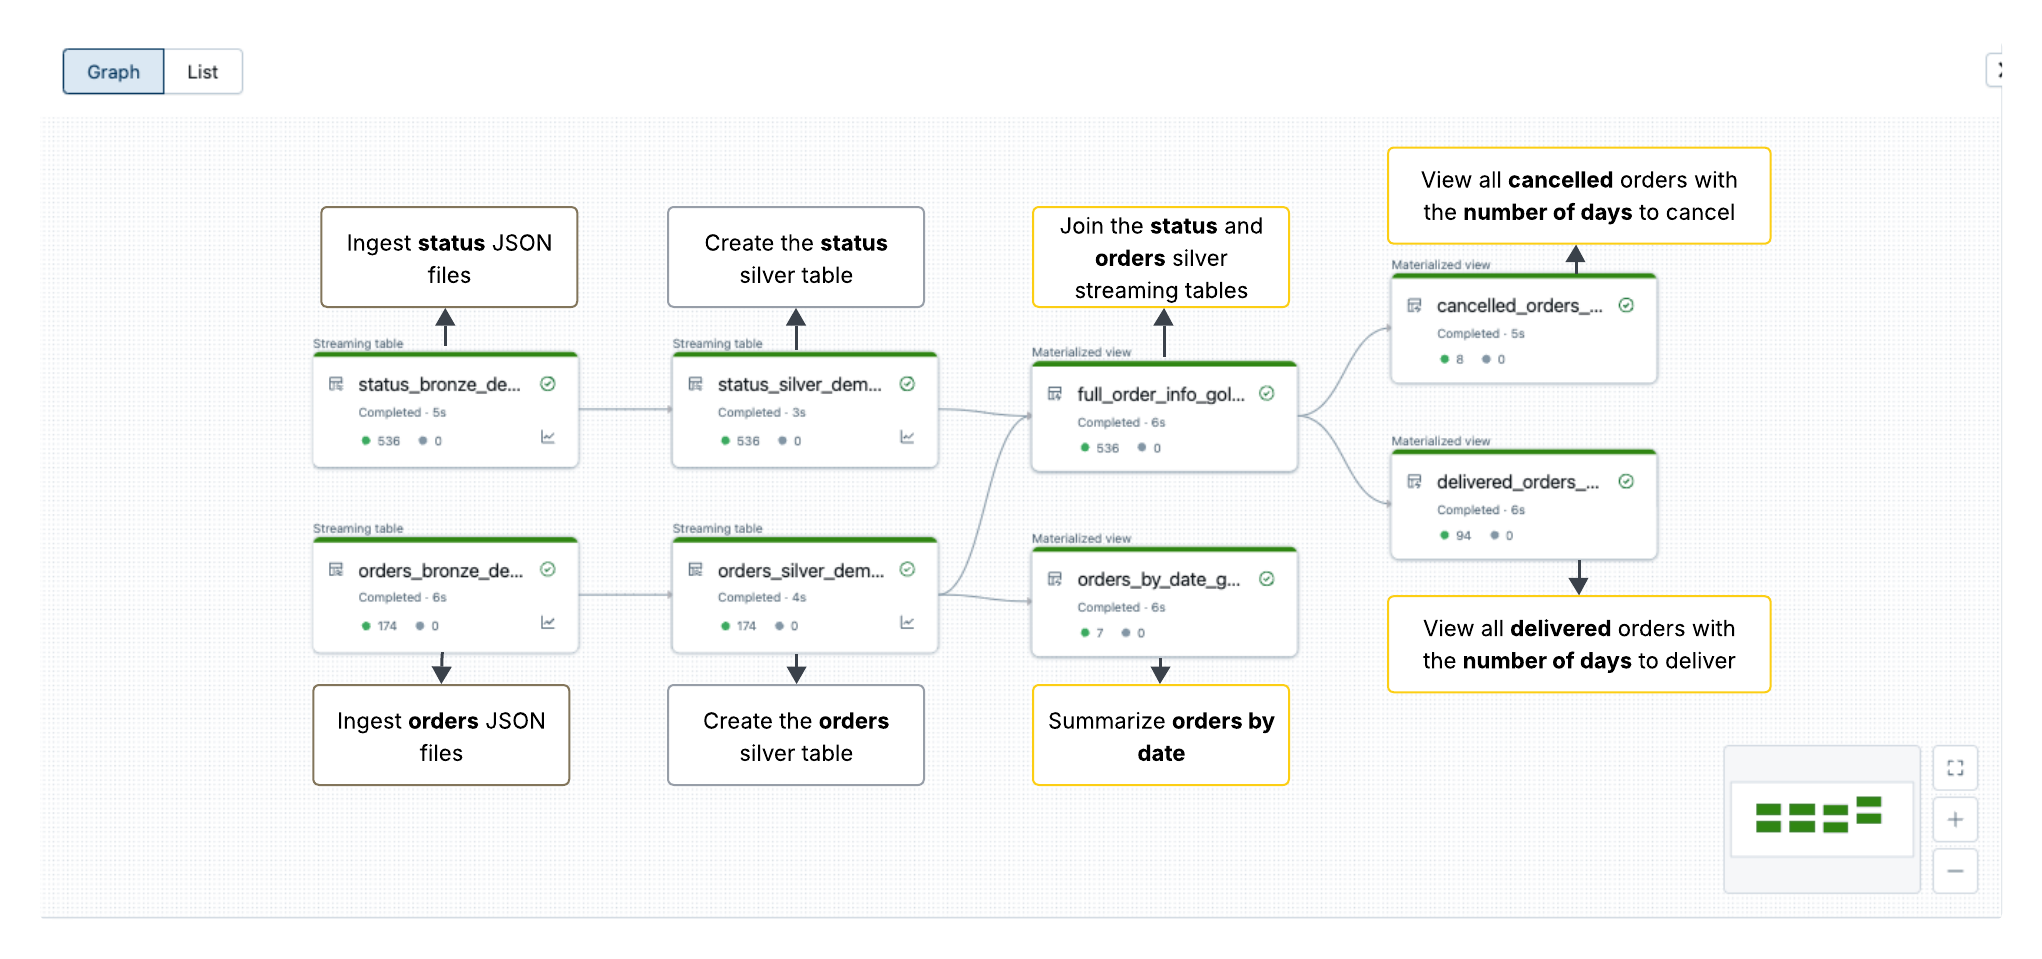 Graph
List
View all cancelled orders with
the number of days to cancel
Ingest status JSON
files
Create the status
silver table
Join the status and
orders silver
streaming tables
Materialized view
cancelled_orders_...
Completed · 5s
8 0
Streaming table
status_bronze_de...
Completed · 5s
536 0
Streaming table
status_silver_dem...
Completed · 3s
536 0
Materialized view
full_order_info_gol...
Completed · 6s
536 0
Materialized view
delivered_orders_...
Completed · 6s
94 0
Streaming table
orders_bronze_de...
Completed · 6s
174 0
Streaming table
orders_silver_dem...
Completed · 4s
174 0
Materialized view
orders_by_date_g...
Completed · 6s
7 0
View all delivered orders with
the number of days to deliver
Ingest orders JSON
files
Create the orders
silver table
Summarize orders by
date